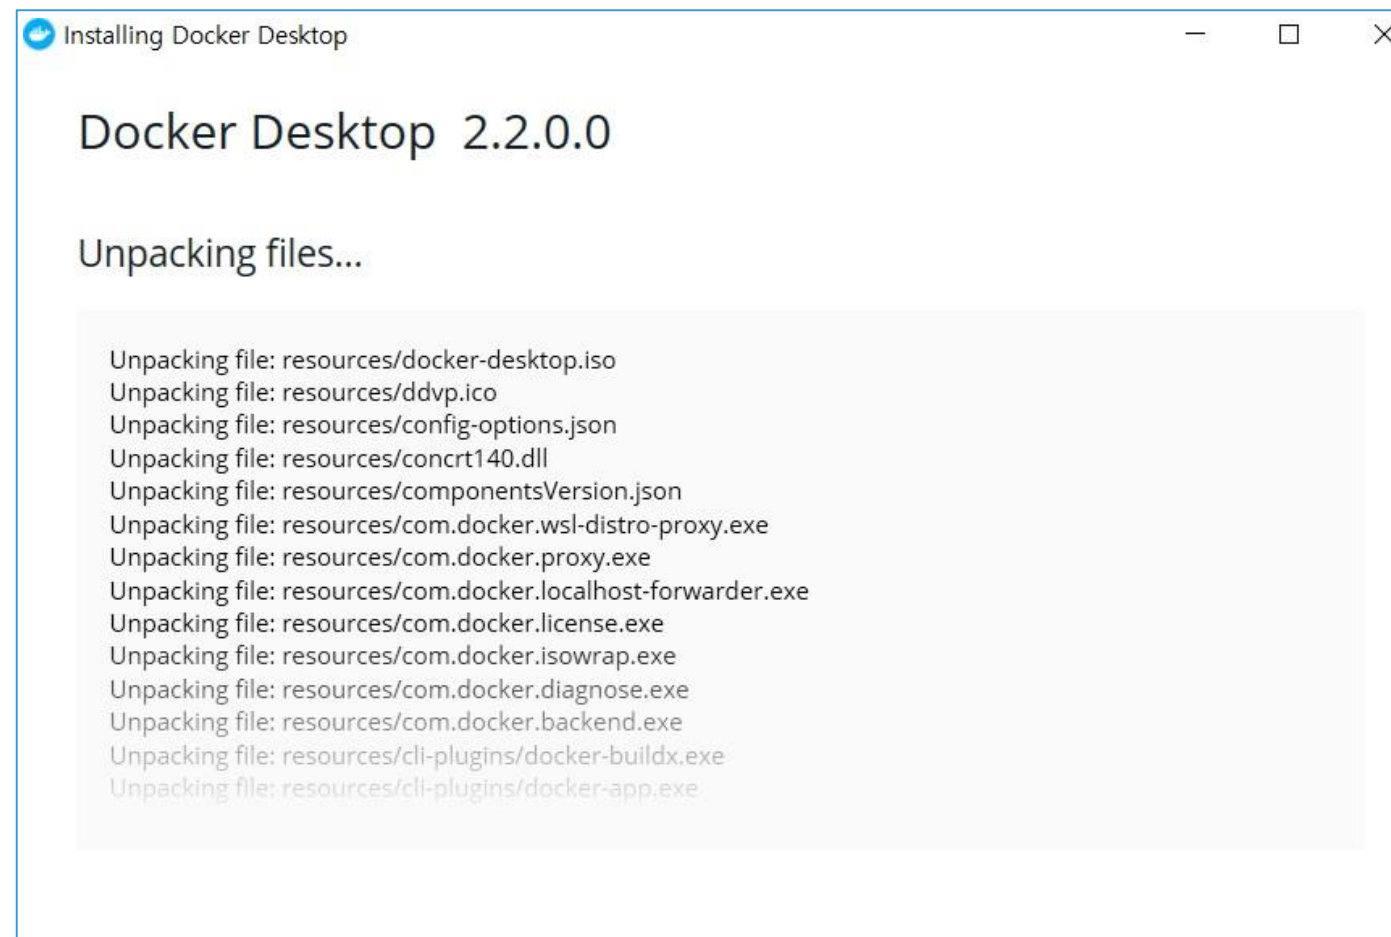 Installing Docker Desktop
Docker Desktop 2.2.0.0
Unpacking files...
Unpacking file: resources/docker-desktop.iso
Unpacking file: resources/ddvp.ico
Unpacking file: resources/config-options.json
Unpacking file: resources/concrt140.dll
Unpacking file: resources/componentsVersion.json
Unpacking file: resources/com.docker.wsl-distro-proxy.exe
Unpacking file: resources/com.docker.proxy.exe
Unpacking file: resources/com.docker.localhost-forwarder.exe
Unpacking file: resources/com.docker.license.exe
Unpacking file: resources/com.docker.isowrap.exe
Unpacking file: resources/com.docker.diagnose.exe
Unpacking file: resources/com.docker.backend.exe
Unpacking file: resources/cli-plugins/docker-buildx.exe
Unpacking file: resources/cli-plugins/docker-app.exe